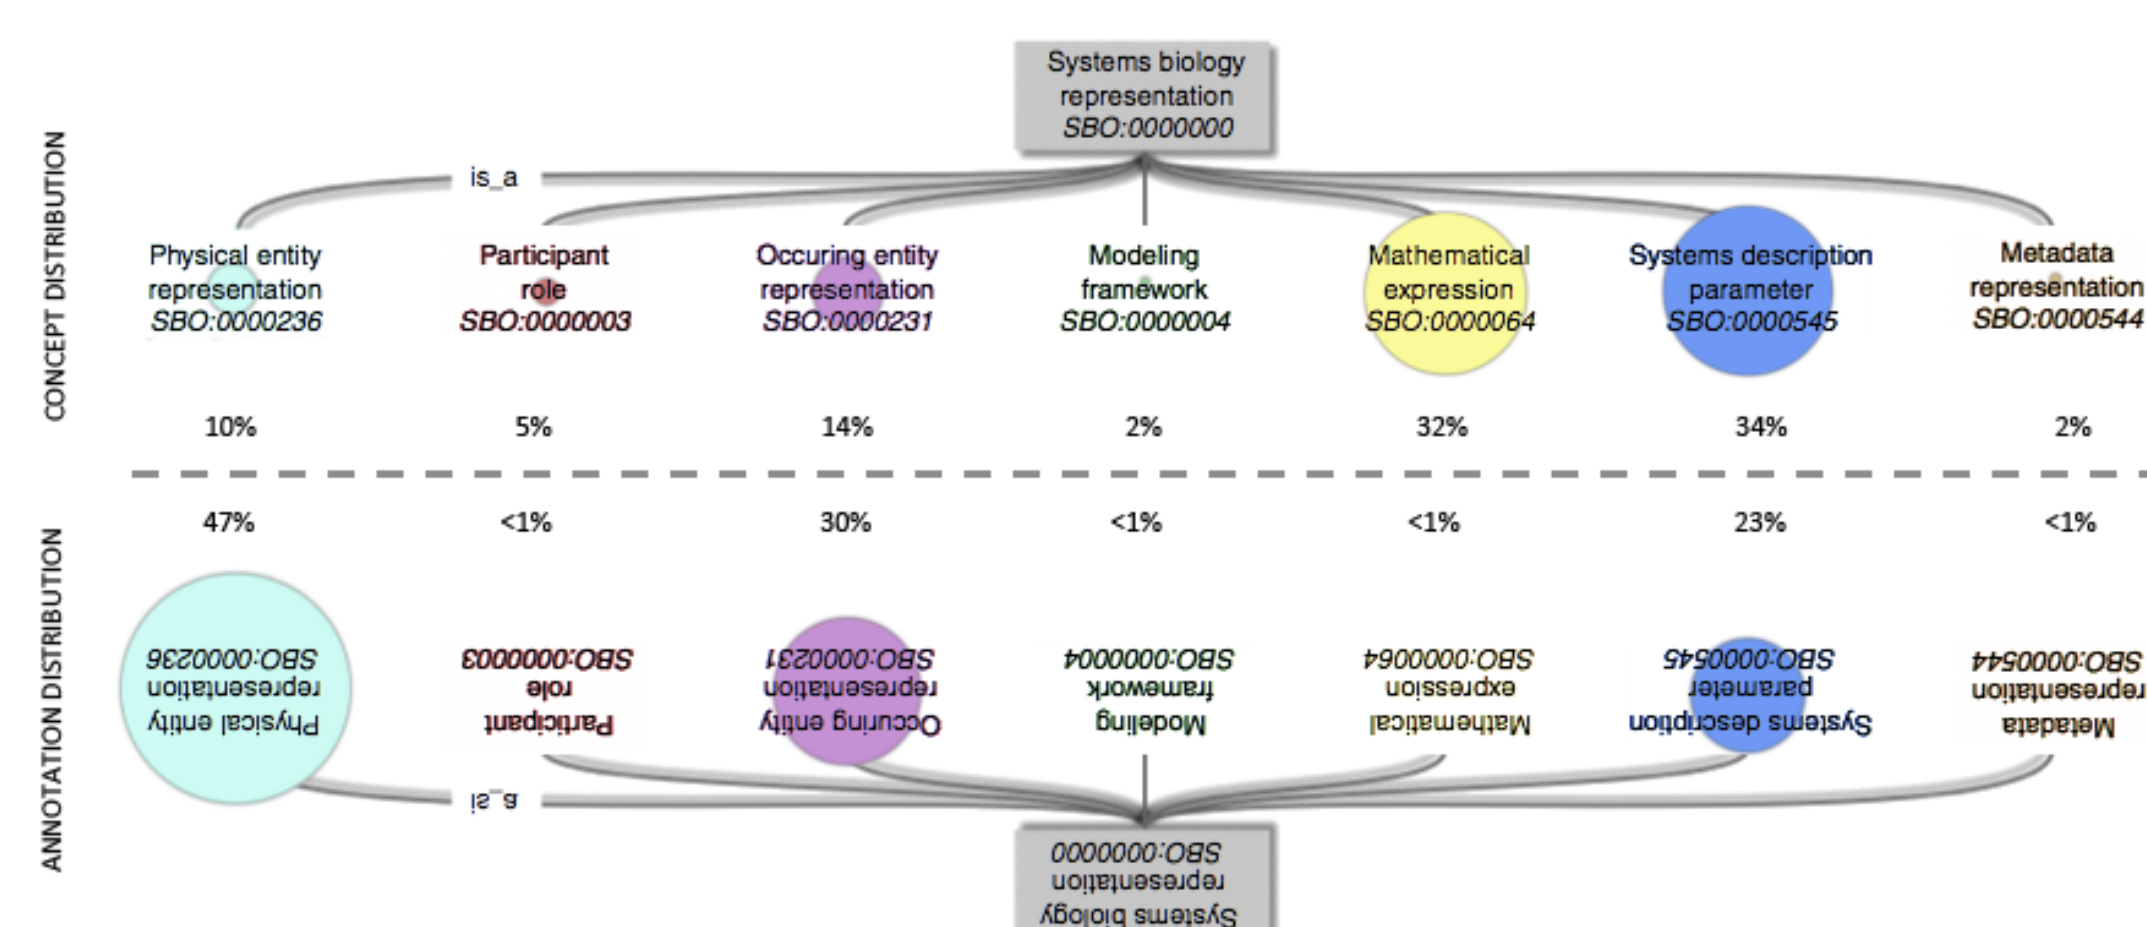 Systems biology
representation
SBO:0000000
CONCEPT DISTRIBUTION
is_a
Physical entity
representation
SBO:0000236
Participant
role
SBO:0000003
Occuring entity
representation
SBO:0000231
Modeling
framework
SBO:0000004
Mathematical
expression
SBO:0000064
Systems description
parameter
SBO:0000545
Metadata
representation
SBO:0000544
10%
5%
14%
2%
32%
34%
2%
47%
<1%
30%
<1%
<1%
23%
<1%
ANNOTATION DISTRIBUTION
Physical entity
representation
SBO:0000236
Participant
role
SBO:0000003
Occuring entity
representation
SBO:0000231
Modeling
framework
SBO:0000004
Mathematical
expression
SBO:0000064
Systems description
parameter
SBO:0000545
Metadata
representation
SBO:0000544
is_a
Systems biology
representation
SBO:0000000